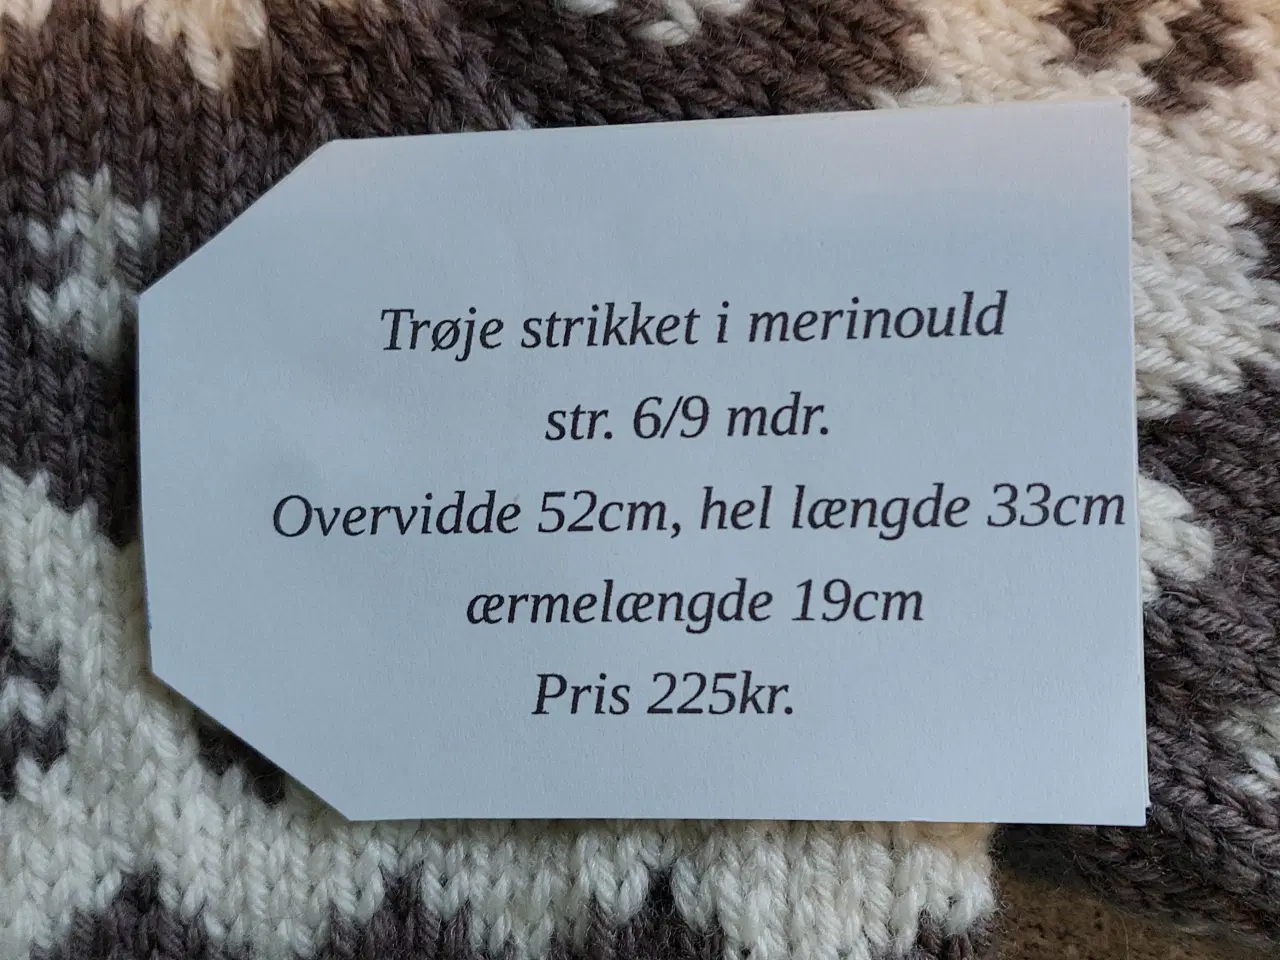 Trøje strikket i merinould
str. 6/9 mdr.
Overvidde 52cm, hel længde 33cm
ærmelængde 19cm
Pris 225kr.